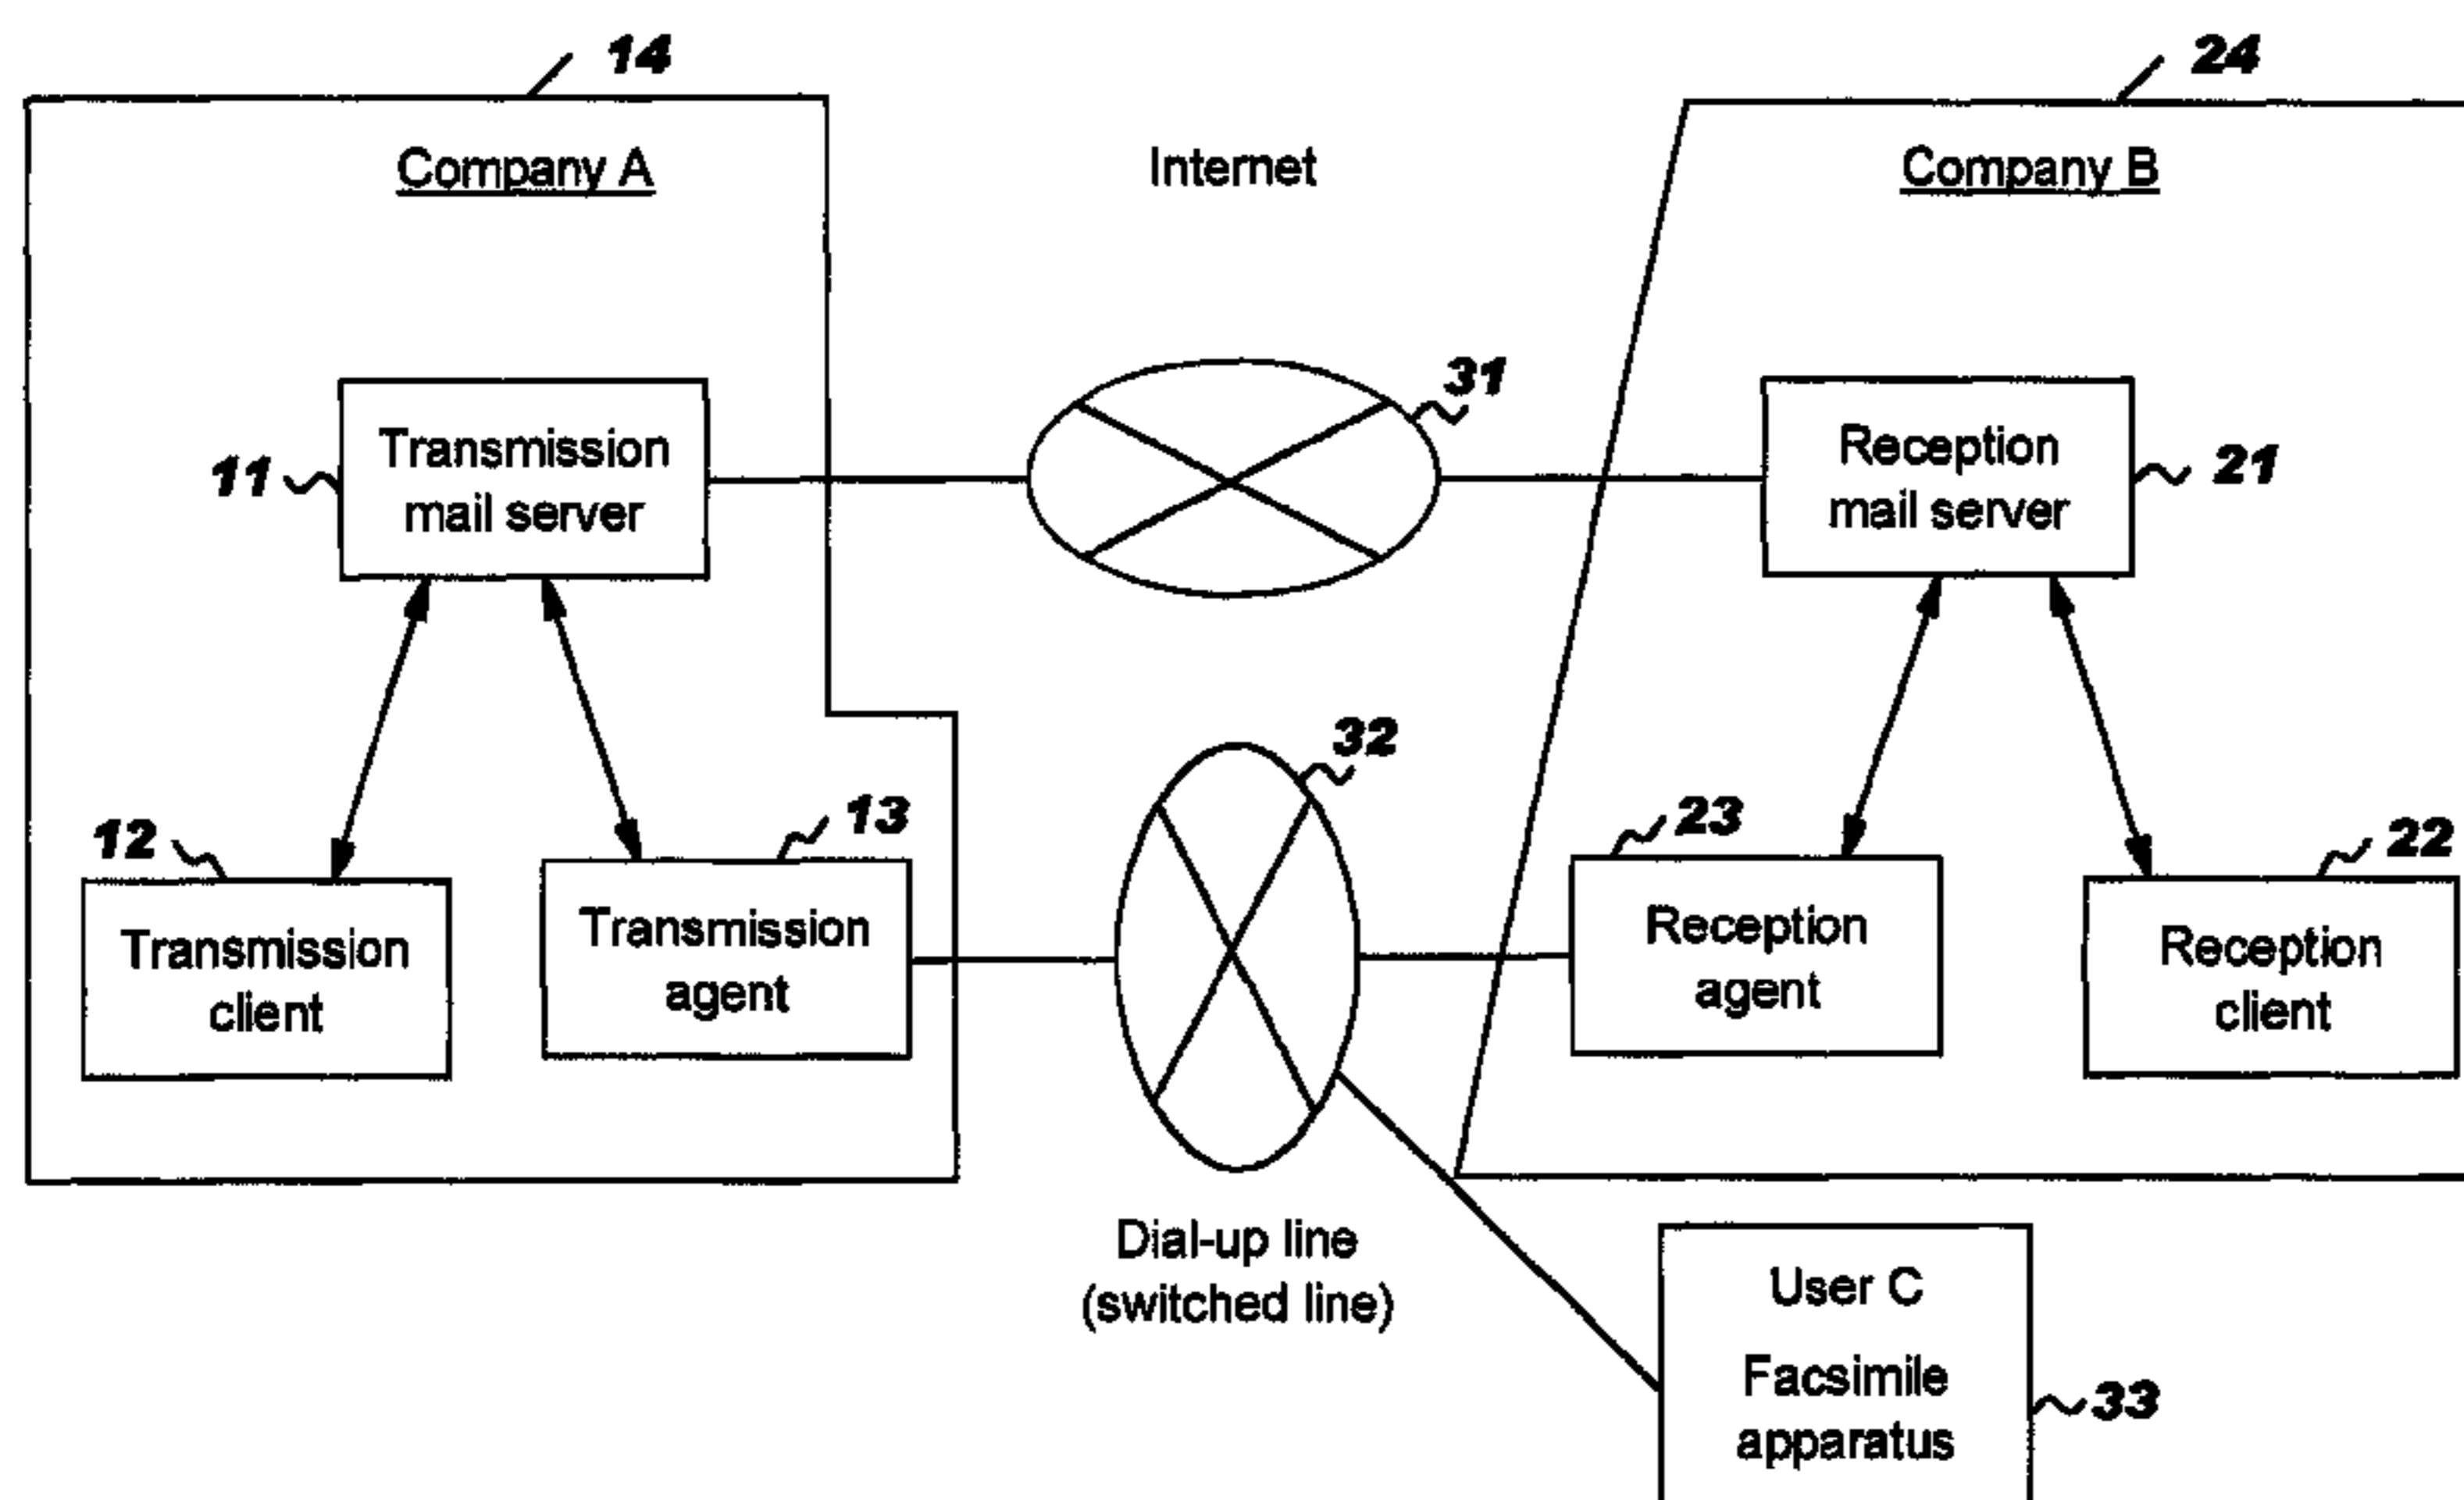 14
24
Company A
Internet
Company B
31
11
Transmission
mail server
Reception
mail server
21
32
12
13
23
22
Transmission
client
Transmission
agent
Reception
agent
Reception
client
Dial-up line
(switched line)
User C
Facsimile
apparatus
33